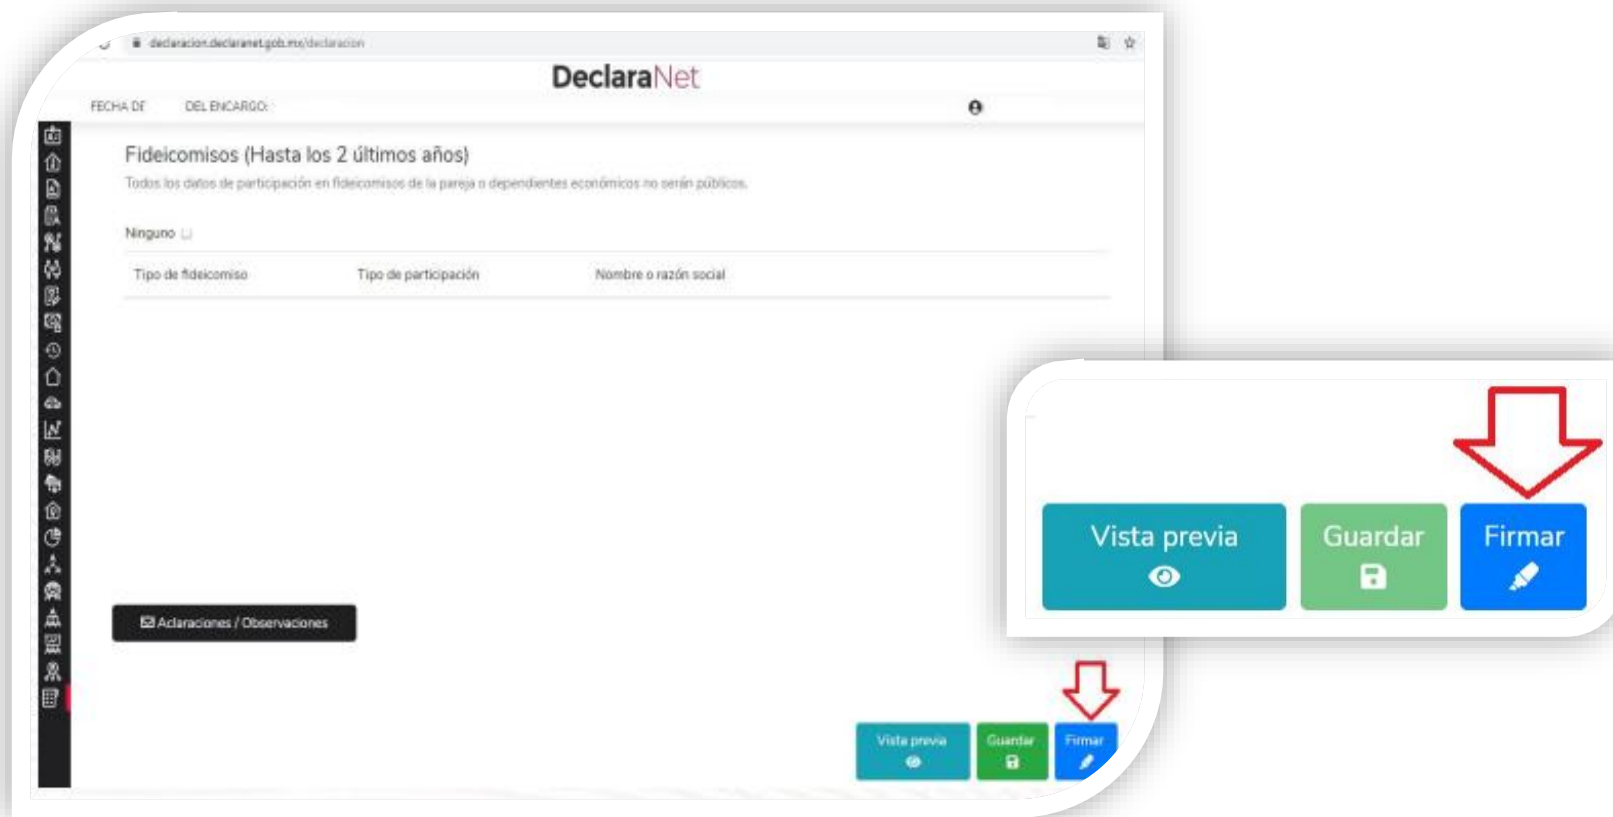 declaracion.declaranet.gob.mx/declaracion
DeclaraNet
FECHA DE DEL ENCARGO:
Fideicomisos (Hasta los 2 últimos años)
Todos los datos de participación en fideicomisos de la pareja o dependientes económicos no serán públicos.
Ninguno
Tipo de fideicomiso Tipo de participación Nombre o razón social
Aclaraciones / Observaciones
Vista previa Guardar Firmar
Vista previa Guardar Firmar